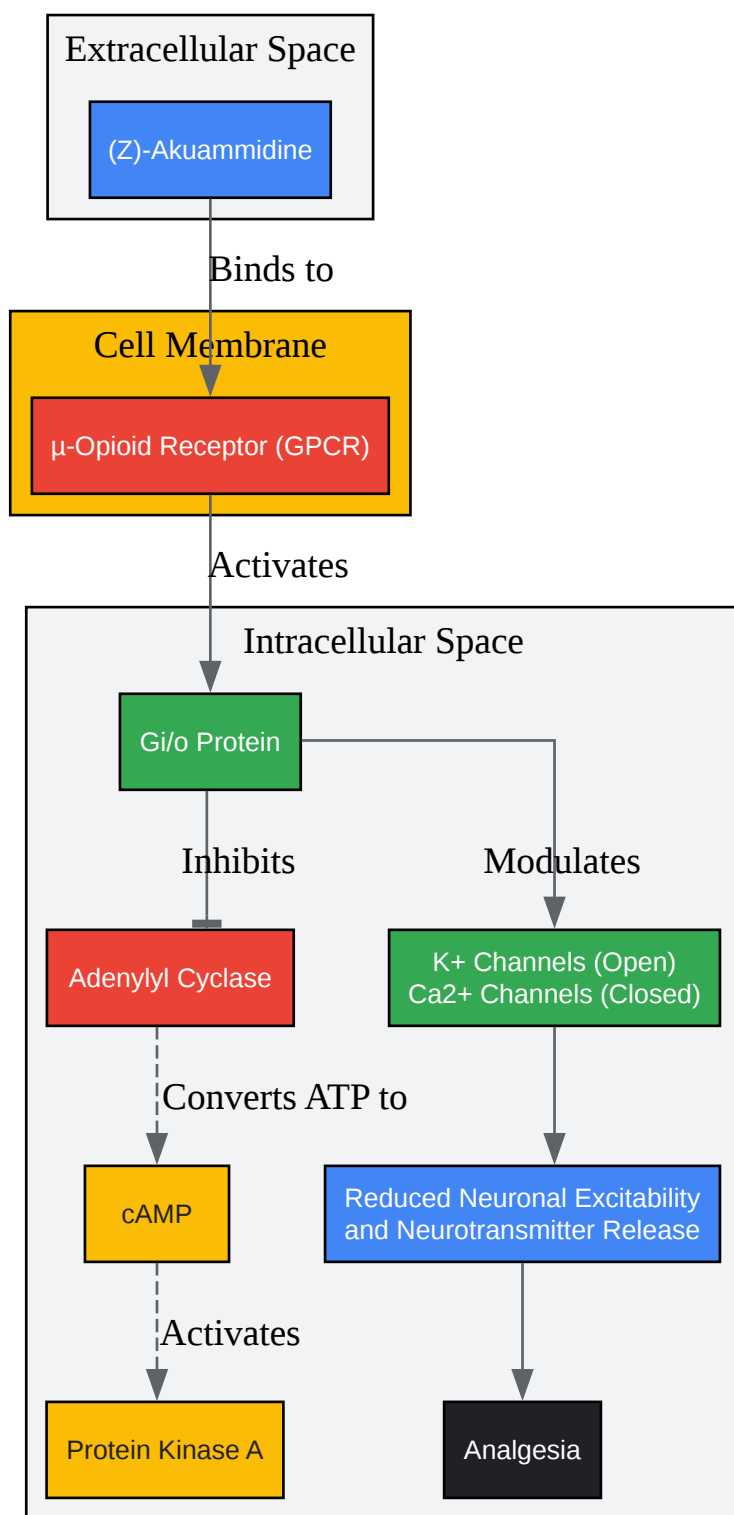 Extracellular Space
(Z)-Akuammidine
Binds to
Cell Membrane
µ-Opioid Receptor (GPCR)
Activates
Intracellular Space
Gi/o Protein
Inhibits
Modulates
Adenylyl Cyclase
K+ Channels (Open)
Ca2+ Channels (Closed)
Converts ATP to
cAMP
Reduced Neuronal Excitability
and Neurotransmitter Release
Activates
Protein Kinase A
Analgesia